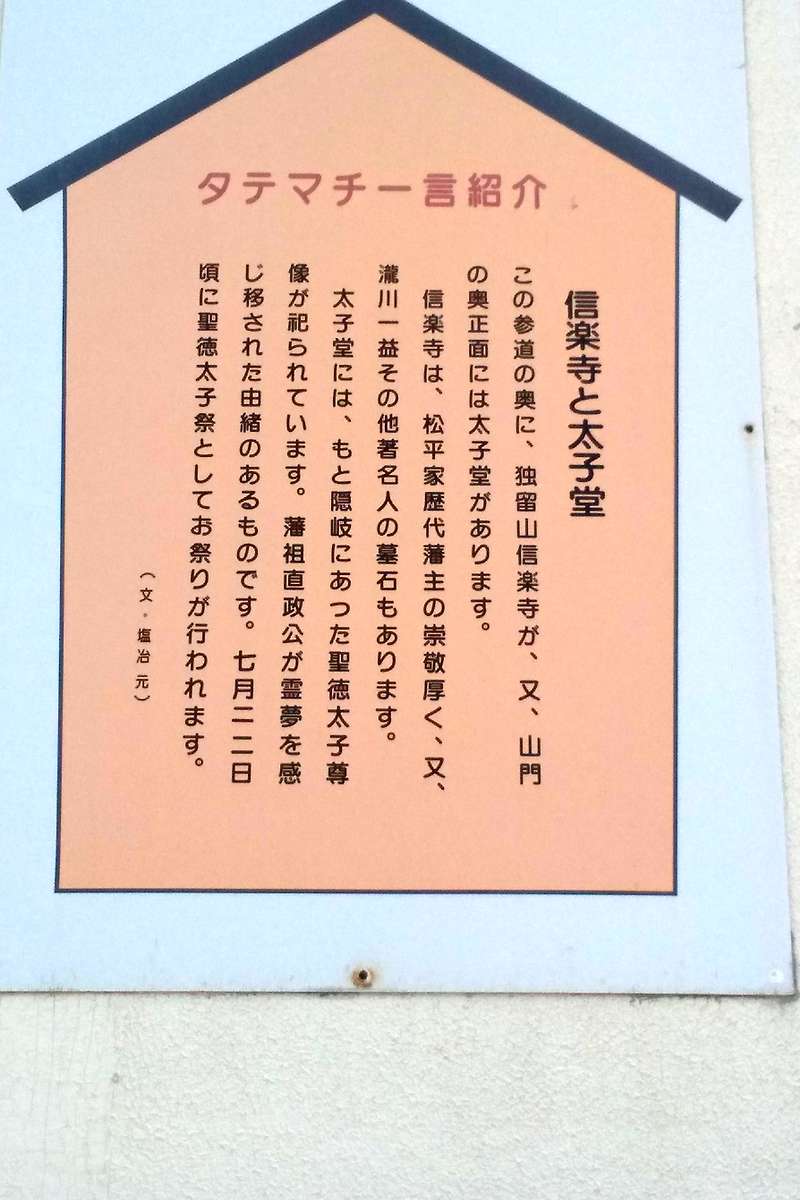 タテマチ一言紹介
信楽寺と太子堂
この参道の奥に、独留山信楽寺が、又、山門
の奥正面には太子堂があります。
信楽寺は、松平家歴代藩主の崇敬厚く、又、
瀧川一益その他著名人の墓石もあります。
太子堂には、もと隠岐にあった聖徳太子尊
像が祀られています。藩祖直政公が霊夢を感
じ移された由緒のあるものです。七月二二日
頃に聖徳太子祭としてお祭りが行われます。
（文・塩冶元）